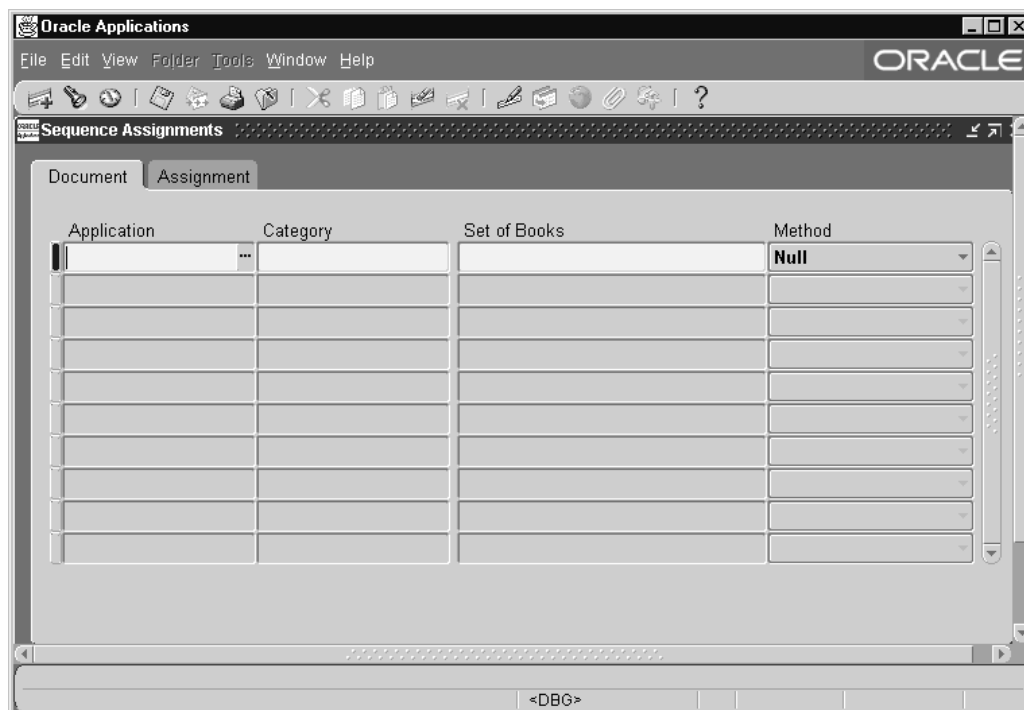 Oracle Applications
File Edit View Folder Tools Window Help
ORACLE
Sequence Assignments
Document Assignment
Application Category Set of Books Method
Null
<DBG>